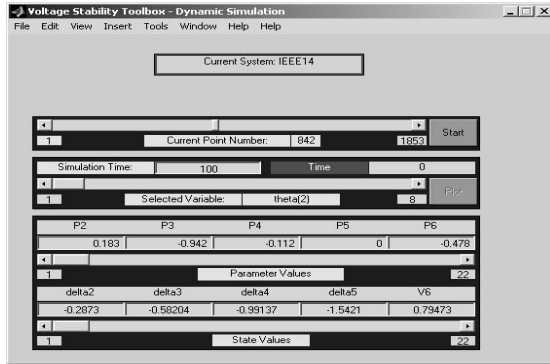 Voltage Stability Toolbox - Dynamic Simulation
File Edit View Insert Tools Window Help Help
Current System: IEEE14
Start
1 Current Point Number: 842 1853
Simulation Time: 100 Time 0
Plot
1 Selected Variable: theta(2) 8
P2 P3 P4 P5 P6
0.183 -0.942 -0.112 0 -0.478
1 Parameter Values 22
delta2 delta3 delta4 delta5 V6
-0.2873 -0.58204 -0.99137 -1.5421 0.79473
1 State Values 22